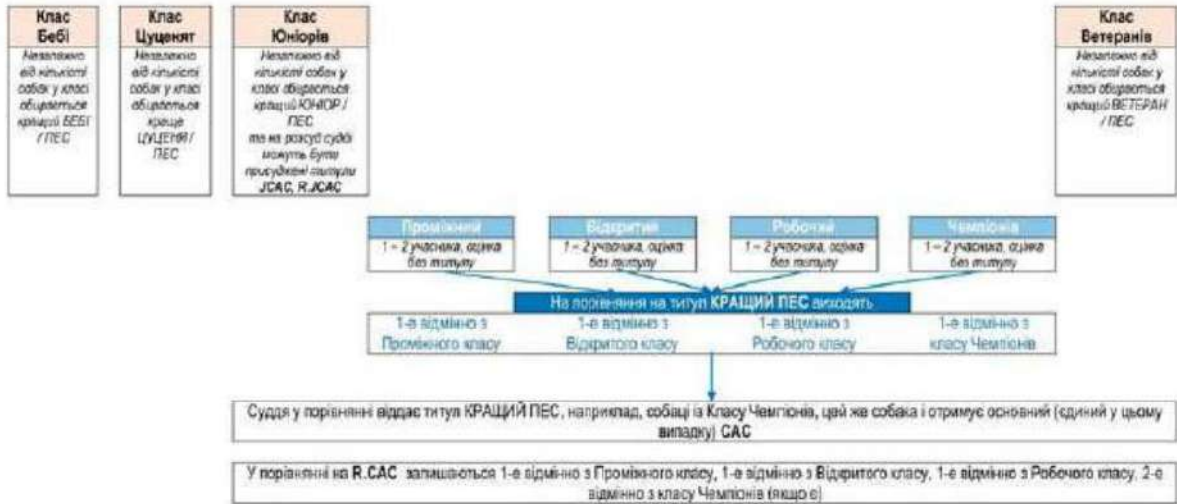 Клас
Бебі
Незалежно
від кількості
собак у класі
обирається
кращий БЕБІ
/ ПЕС
Клас
Цуценят
Незалежно
від кількості
собак у класі
обирається
краще
ЦУЦЕНЯ /
ПЕС
Клас
Юніорів
Незалежно від
кількості собак у
класі обирається
кращий ЮНІОР /
ПЕС
та на розсуд судді
можуть бути
присуджені титули
JCAC, R.JCAC
Клас
Ветеранів
Незалежно від
кількості собак у
класі обирається
кращий ВЕТЕРАН
/ ПЕС
Проміжний
1 – 2 учасника, оцінка
без титулу
Відкритий
1 – 2 учасника, оцінка
без титулу
Робочий
1 – 2 учасника, оцінка
без титулу
Чемпіонів
1 – 2 учасника, оцінка
без титулу
На порівняння на титул КРАЩИЙ ПЕС виходять
1-е відмінно з
Проміжного класу
1-е відмінно з
Відкритого класу
1-е відмінно з
Робочого класу
1-е відмінно з
класу Чемпіонів
Суддя у порівнянні віддає титул КРАЩИЙ ПЕС, наприклад, собаці із Класу Чемпіонів, цей же собака і отримує основний (єдиний у цьому
випадку) CAC
У порівнянні на R.CAC залишаються 1-е відмінно з Проміжного класу, 1-е відмінно з Відкритого класу, 1-е відмінно з Робочого класу, 2-е
відмінно з класу Чемпіонів (якщо є)